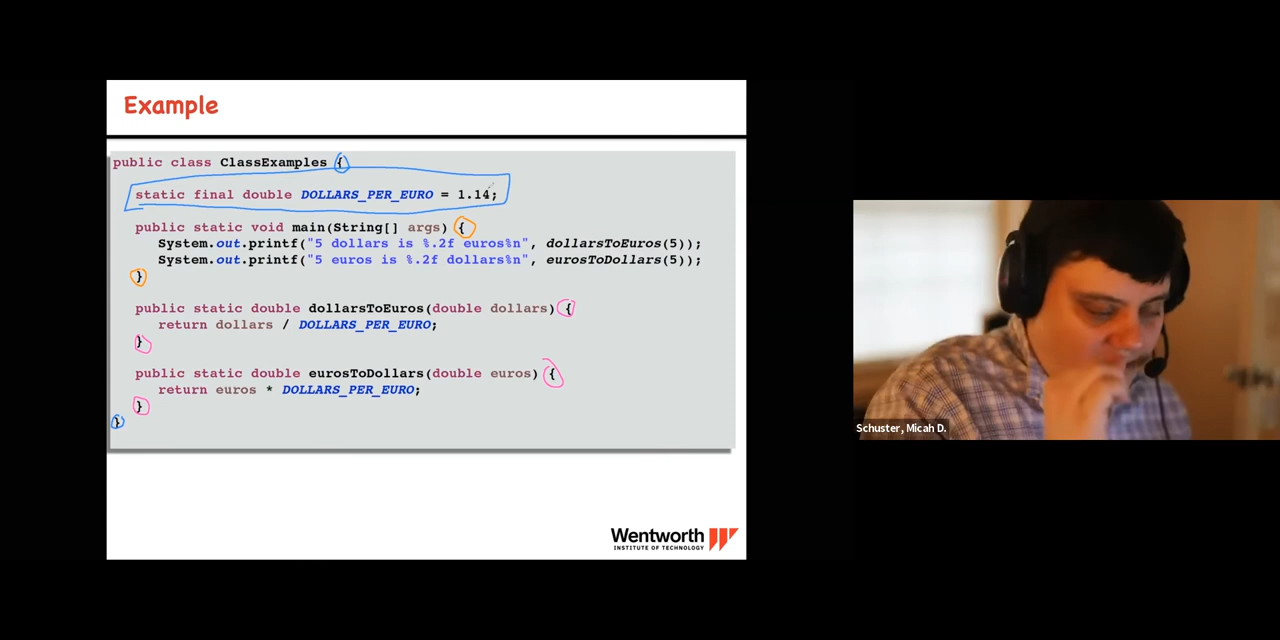 Example
public class ClassExamples {
static final double DOLLARS_PER_EURO = 1.14;
public static void main(String[] args) {
System.out.printf("5 dollars is %.2f euros%n", dollarsToEuros(5));
System.out.printf("5 euros is %.2f dollars%n", eurosToDollars(5));
}
public static double dollarsToEuros(double dollars) {
return dollars / DOLLARS_PER_EURO;
}
public static double eurosToDollars(double euros) {
return euros * DOLLARS_PER_EURO;
}
}
Wentworth
INSTITUTE OF TECHNOLOGY
Schuster, Micah D.